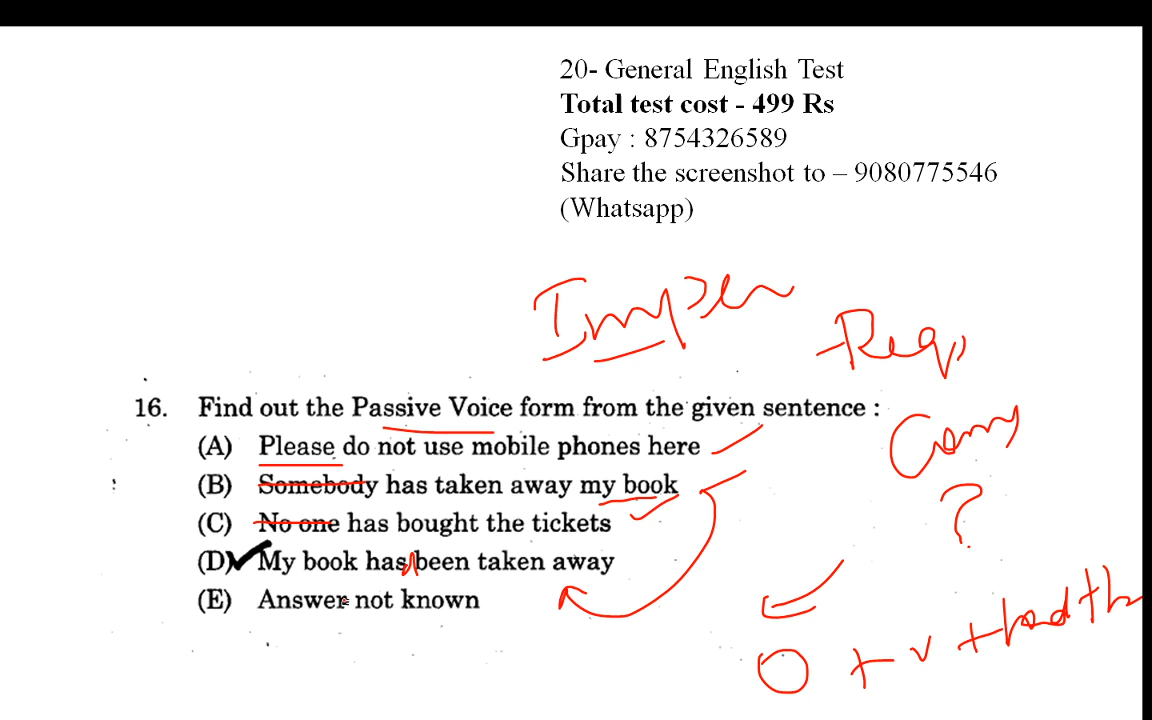 20- General English Test
Total test cost - 499 Rs
Gpay : 8754326589
Share the screenshot to – 9080775546
(Whatsapp)
16. Find out the Passive Voice form from the given sentence :
(A) Please do not use mobile phones here
(B) Somebody has taken away my book
(C) No one has bought the tickets
(D) My book has been taken away
(E) Answer not known
?
O + v +